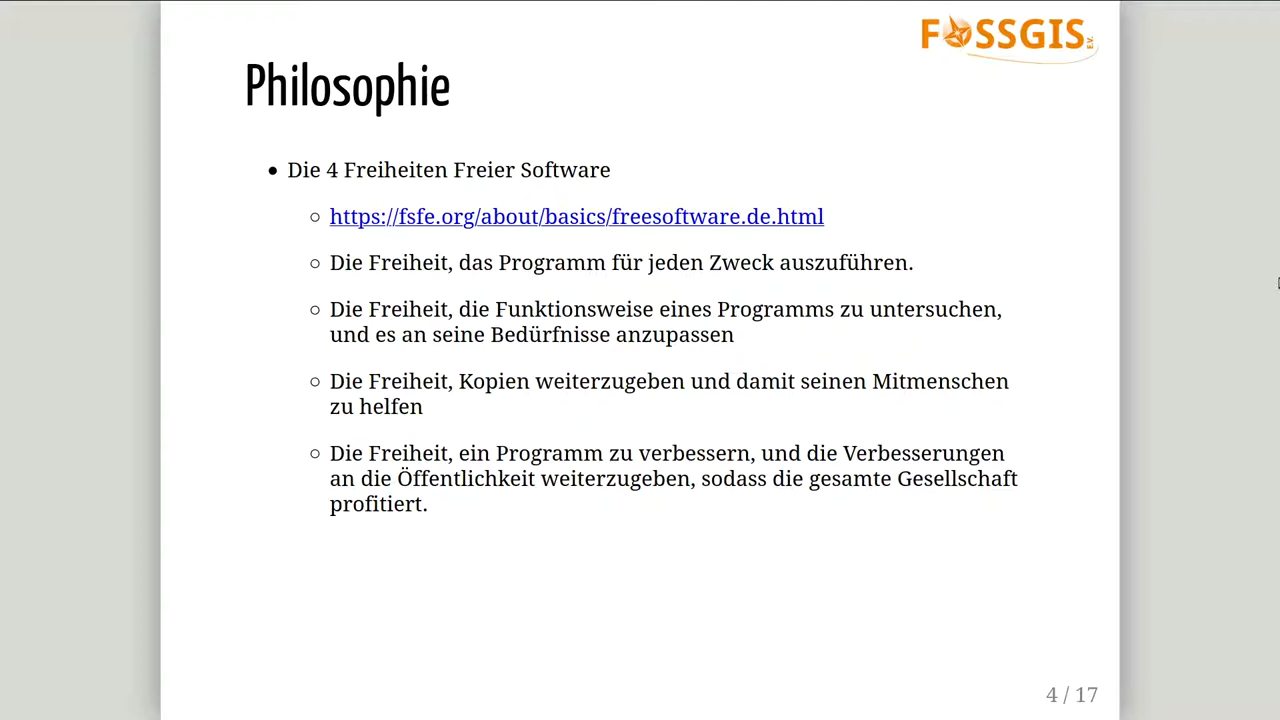 FOSSGIS e.V.
Philosophie
Die 4 Freiheiten Freier Software
https://fsfe.org/about/basics/freesoftware.de.html
Die Freiheit, das Programm für jeden Zweck auszuführen.
Die Freiheit, die Funktionsweise eines Programms zu untersuchen,
und es an seine Bedürfnisse anzupassen
Die Freiheit, Kopien weiterzugeben und damit seinen Mitmenschen
zu helfen
Die Freiheit, ein Programm zu verbessern, und die Verbesserungen
an die Öffentlichkeit weiterzugeben, sodass die gesamte Gesellschaft
profitiert.
4 / 17